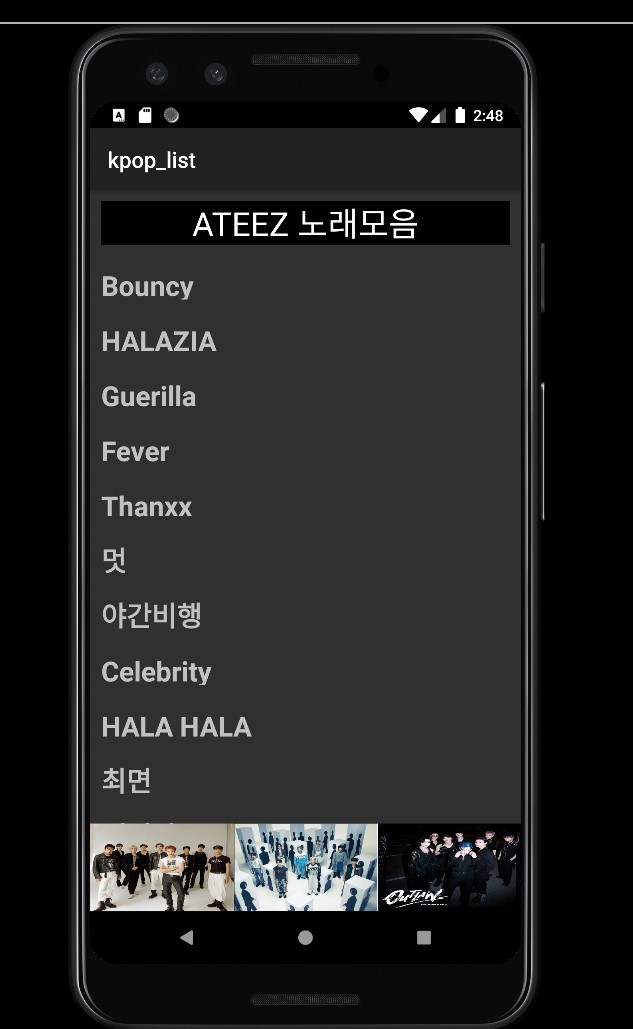 2:48
kpop_list
ATEEZ 노래모음
Bouncy
HALAZIA
Guerilla
Fever
Thanxx
멋
야간비행
Celebrity
HALA HALA
최면
OUTLAW